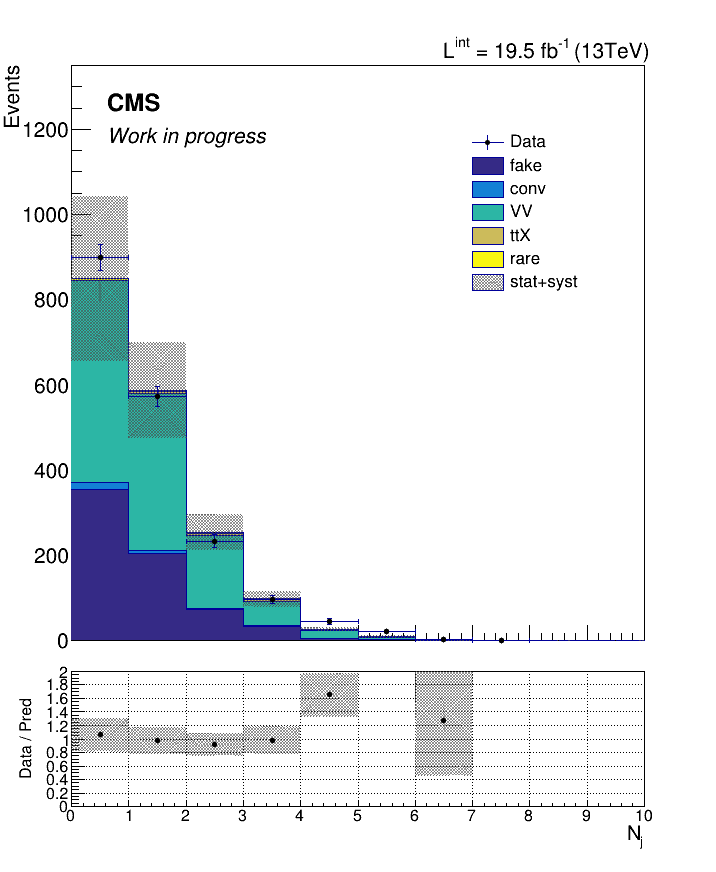 L^int = 19.5 fb^-1 (13TeV)
Events
CMS
Work in progress
Data
fake
conv
VV
ttX
rare
stat+syst
1200
1000
800
600
400
200
0
Data / Pred
2
1.8
1.6
1.4
1.2
1
0.8
0.6
0.4
0.2
0
0 1 2 3 4 5 6 7 8 9 10
N_j